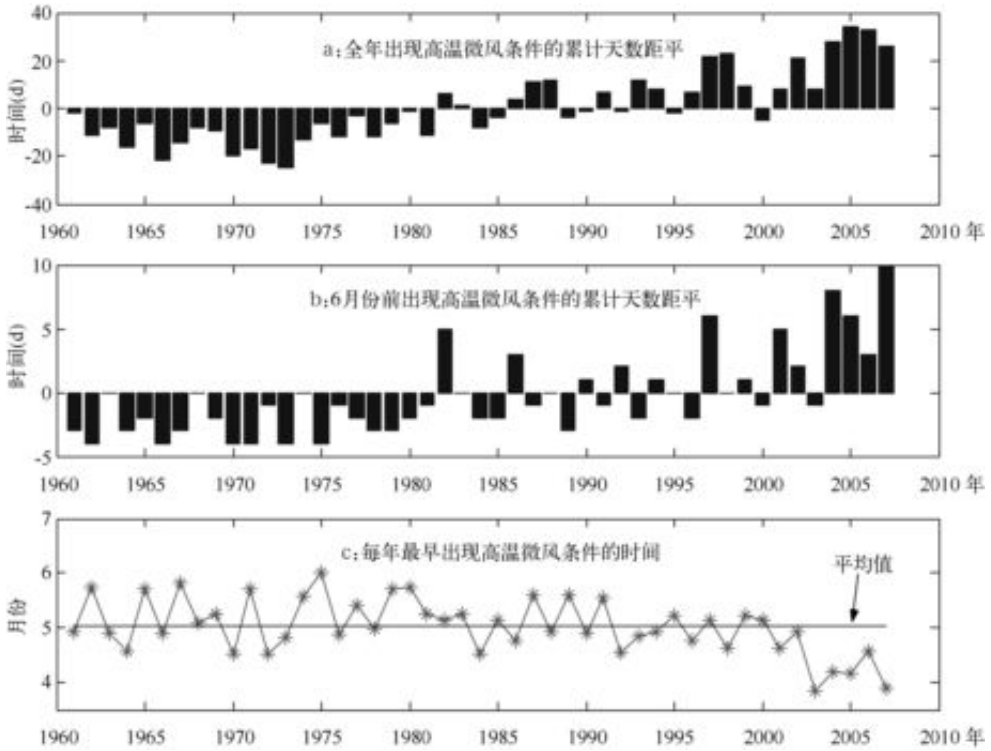 40
a:全年出现高温微风条件的累计天数距平
20
0
-20
-40
时间(d)
1960 1965 1970 1975 1980 1985 1990 1995 2000 2005 2010 年
10
b:6月份前出现高温微风条件的累计天数距平
5
0
-5
时间(d)
1960 1965 1970 1975 1980 1985 1990 1995 2000 2005 2010 年
7
c:每年最早出现高温微风条件的时间
平均值
6
5
4
月份
1960 1965 1970 1975 1980 1985 1990 1995 2000 2005 2010 年